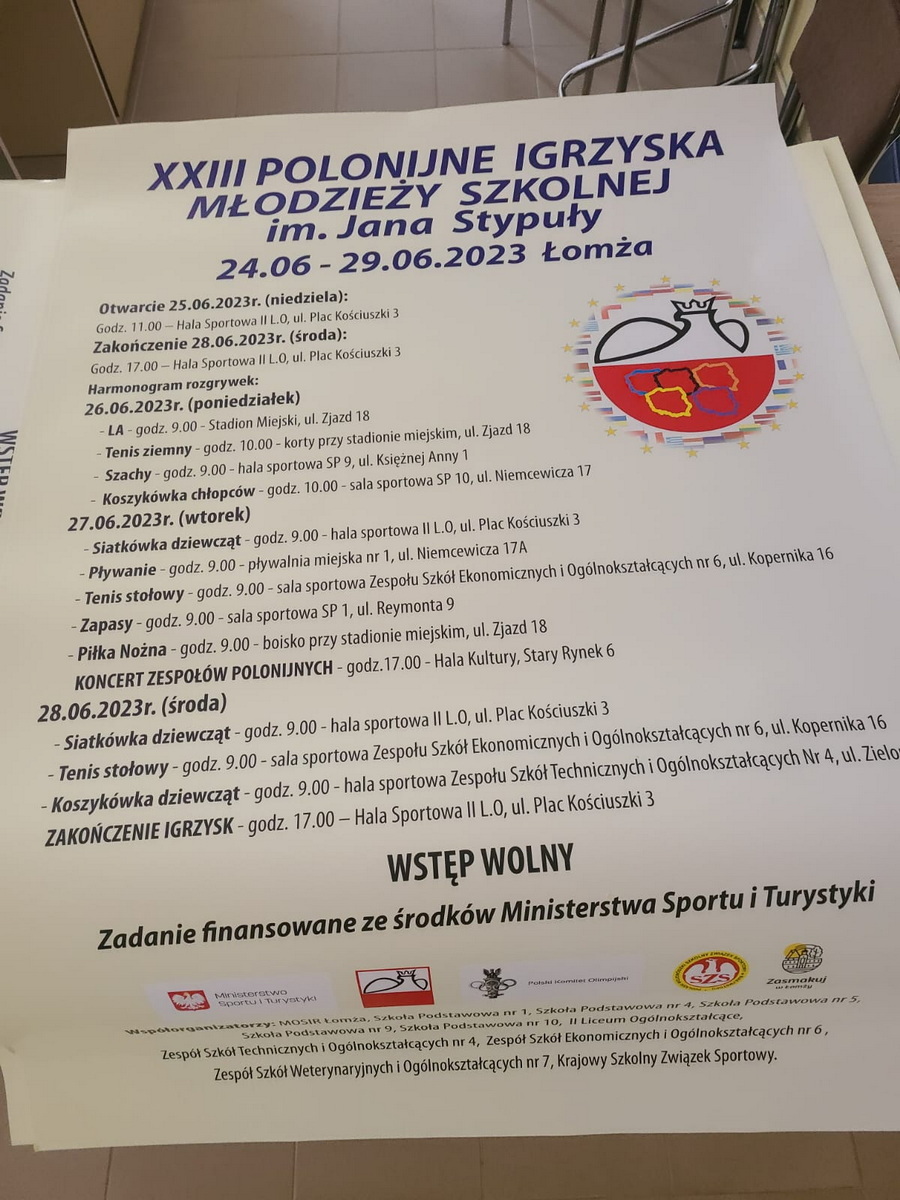 XXIII POLONIJNE IGRZYSKA
MŁODZIEŻY SZKOLNEJ
im. Jana Stypuły
24.06 - 29.06.2023 Łomża
Otwarcie 25.06.2023r. (niedziela):
Godz. 11.00 – Hala Sportowa II L.O, ul. Plac Kościuszki 3
Zakończenie 28.06.2023r. (środa):
Godz. 17.00 – Hala Sportowa II L.O, ul. Plac Kościuszki 3
Harmonogram rozgrywek:
26.06.2023r. (poniedziałek)
- LA - godz. 9.00 - Stadion Miejski, ul. Zjazd 18
- Tenis ziemny - godz. 10.00 - korty przy stadionie miejskim, ul. Zjazd 18
- Szachy - godz. 9.00 - hala sportowa SP 9, ul. Księżnej Anny 1
- Koszykówka chłopców - godz. 10.00 - sala sportowa SP 10, ul. Niemcewicza 17
27.06.2023r. (wtorek)
- Siatkówka dziewcząt - godz. 9.00 - hala sportowa II L.O, ul. Plac Kościuszki 3
- Pływanie - godz. 9.00 - pływalnia miejska nr 1, ul. Niemcewicza 17A
- Tenis stołowy - godz. 9.00 - sala sportowa Zespołu Szkół Ekonomicznych i Ogólnokształcących nr 6, ul. Kopernika 16
- Zapasy - godz. 9.00 - sala sportowa SP 1, ul. Reymonta 9
- Piłka Nożna - godz. 9.00 - boisko przy stadionie miejskim, ul. Zjazd 18
KONCERT ZESPOŁÓW POLONIJNYCH - godz.17.00 - Hala Kultury, Stary Rynek 6
28.06.2023r. (środa)
- Siatkówka dziewcząt - godz. 9.00 - hala sportowa II L.O, ul. Plac Kościuszki 3
- Tenis stołowy - godz. 9.00 - sala sportowa Zespołu Szkół Ekonomicznych i Ogólnokształcących nr 6, ul. Kopernika 16
- Koszykówka dziewcząt - godz. 9.00 - hala sportowa Zespołu Szkół Technicznych i Ogólnokształcących Nr 4, ul. Zielo
ZAKOŃCZENIE IGRZYSK - godz. 17.00 – Hala Sportowa II L.O, ul. Plac Kościuszki 3
WSTĘP WOLNY
Zadanie finansowane ze środków Ministerstwa Sportu i Turystyki
Ministerstwo
Sportu i Turystyki
Polski Komitet Olimpijski
SZS
Zasmakuj
w Łomży
Współorganizatorzy: MOSiR Łomża, Szkoła Podstawowa nr 1, Szkoła Podstawowa nr 4, Szkoła Podstawowa nr 5,
Szkoła Podstawowa nr 9, Szkoła Podstawowa nr 10, II Liceum Ogólnokształcące,
Zespół Szkół Technicznych i Ogólnokształcących nr 4, Zespół Szkół Ekonomicznych i Ogólnokształcących nr 6 ,
Zespół Szkół Weterynaryjnych i Ogólnokształcących nr 7, Krajowy Szkolny Związek Sportowy.